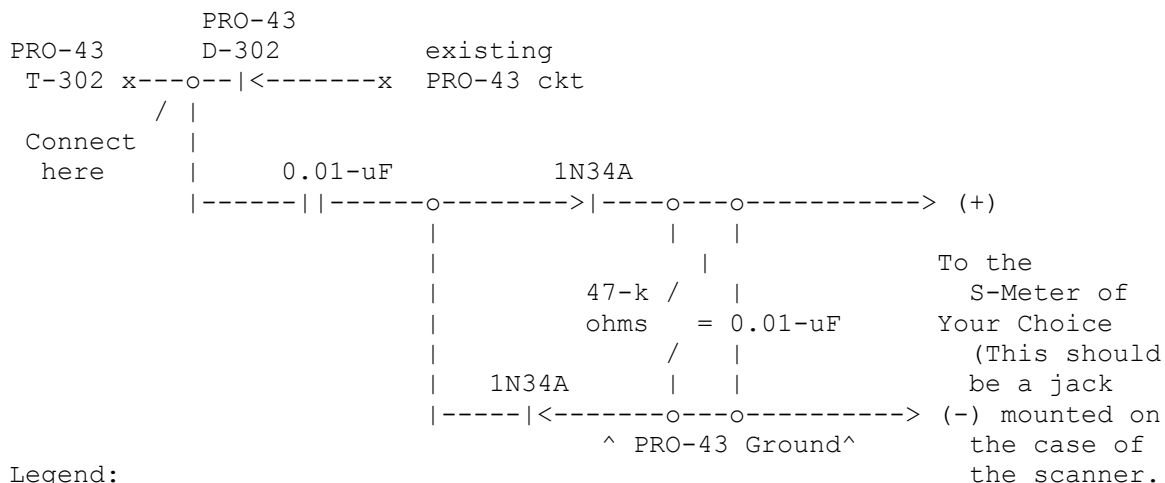 PRO-43
PRO-43 D-302 existing
T-302 x---o--|<-------x PRO-43 ckt
/ |
Connect |
here | 0.01-uF 1N34A
|------||------o-------->|----o---o-----------> (+)
| | |
| | To the
| 47-k / | S-Meter of
| ohms = 0.01-uF Your Choice
| / | (This should
| 1N34A | | be a jack
|-----|<-------o---o----------> (-) mounted on
^ PRO-43 Ground^ the case of
Legend: the scanner.